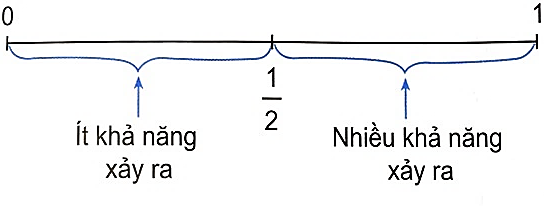 0 1
1
2
Ít khả năng
xảy ra
Nhiều khả năng
xảy ra